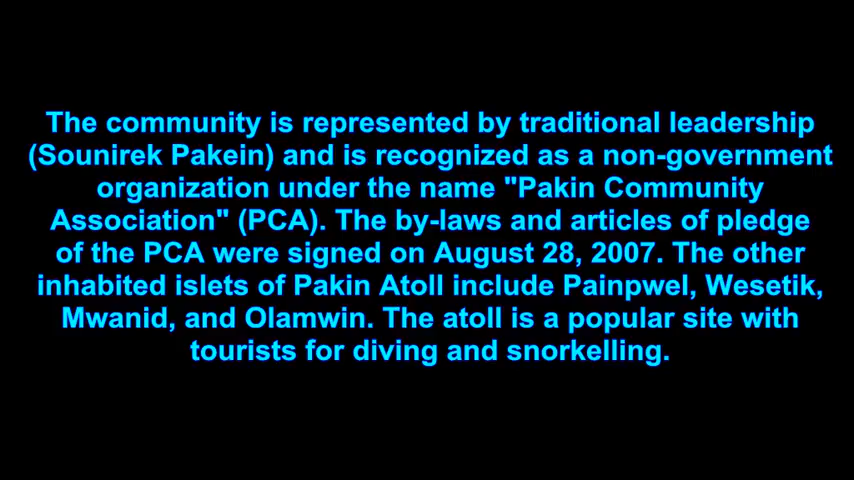 The community is represented by traditional leadership
(Sounirek Pakein) and is recognized as a non-government
organization under the name "Pakin Community
Association" (PCA). The by-laws and articles of pledge
of the PCA were signed on August 28, 2007. The other
inhabited islets of Pakin Atoll include Painpwel, Wesetik,
Mwanid, and Olamwin. The atoll is a popular site with
tourists for diving and snorkelling.